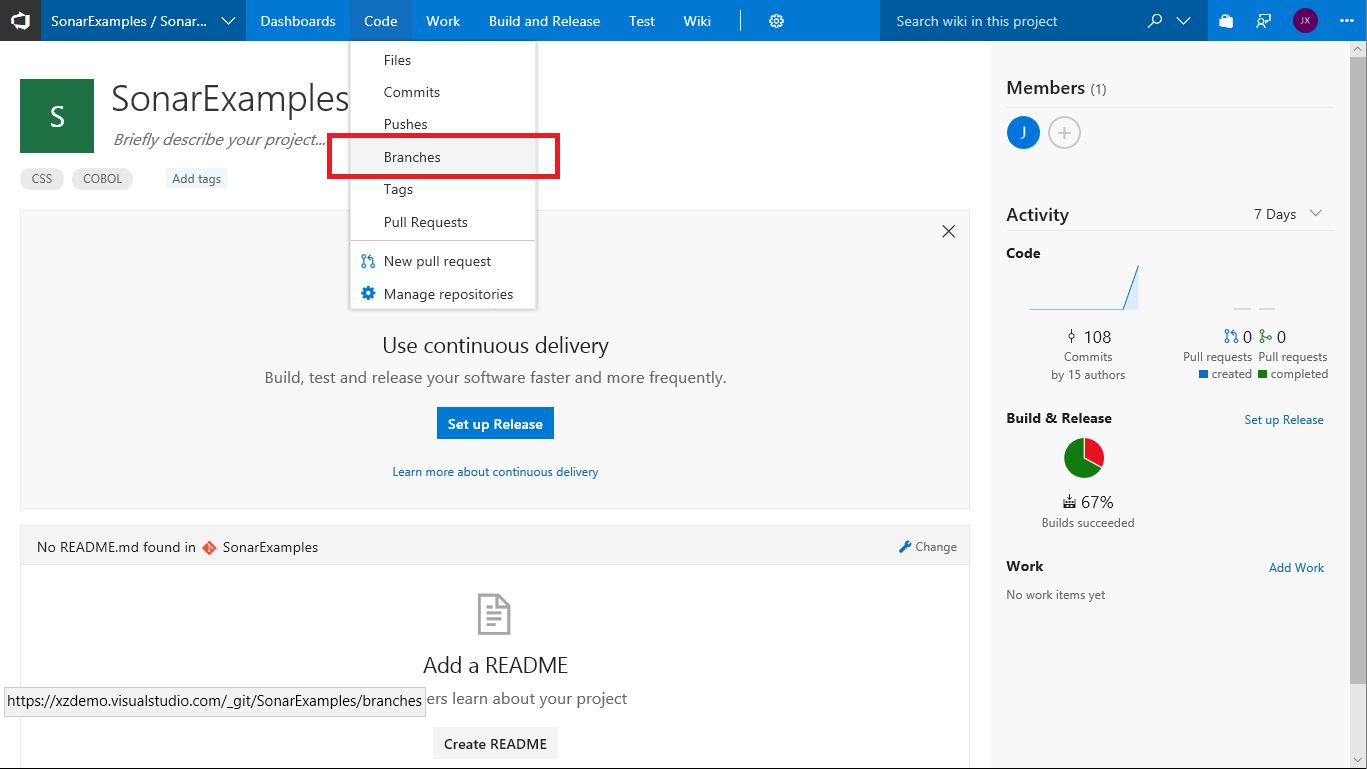 SonarExamples / Sonar...
Dashboards
Code
Work
Build and Release
Test
Wiki
Search wiki in this project
JX
Files
Commits
Pushes
Branches
Tags
Pull Requests
New pull request
Manage repositories
S
SonarExamples
Briefly describe your project...
CSS
COBOL
Add tags
Use continuous delivery
Build, test and release your software faster and more frequently.
Set up Release
Learn more about continuous delivery
No README.md found in SonarExamples
Change
Add a README
ers learn about your project
Create README
https://xzdemo.visualstudio.com/_git/SonarExamples/branches
Members (1)
J
Activity
7 Days
Code
108
Commits
by 15 authors
0
Pull requests
created
0
Pull requests
completed
Build & Release
Set up Release
67%
Builds succeeded
Work
Add Work
No work items yet